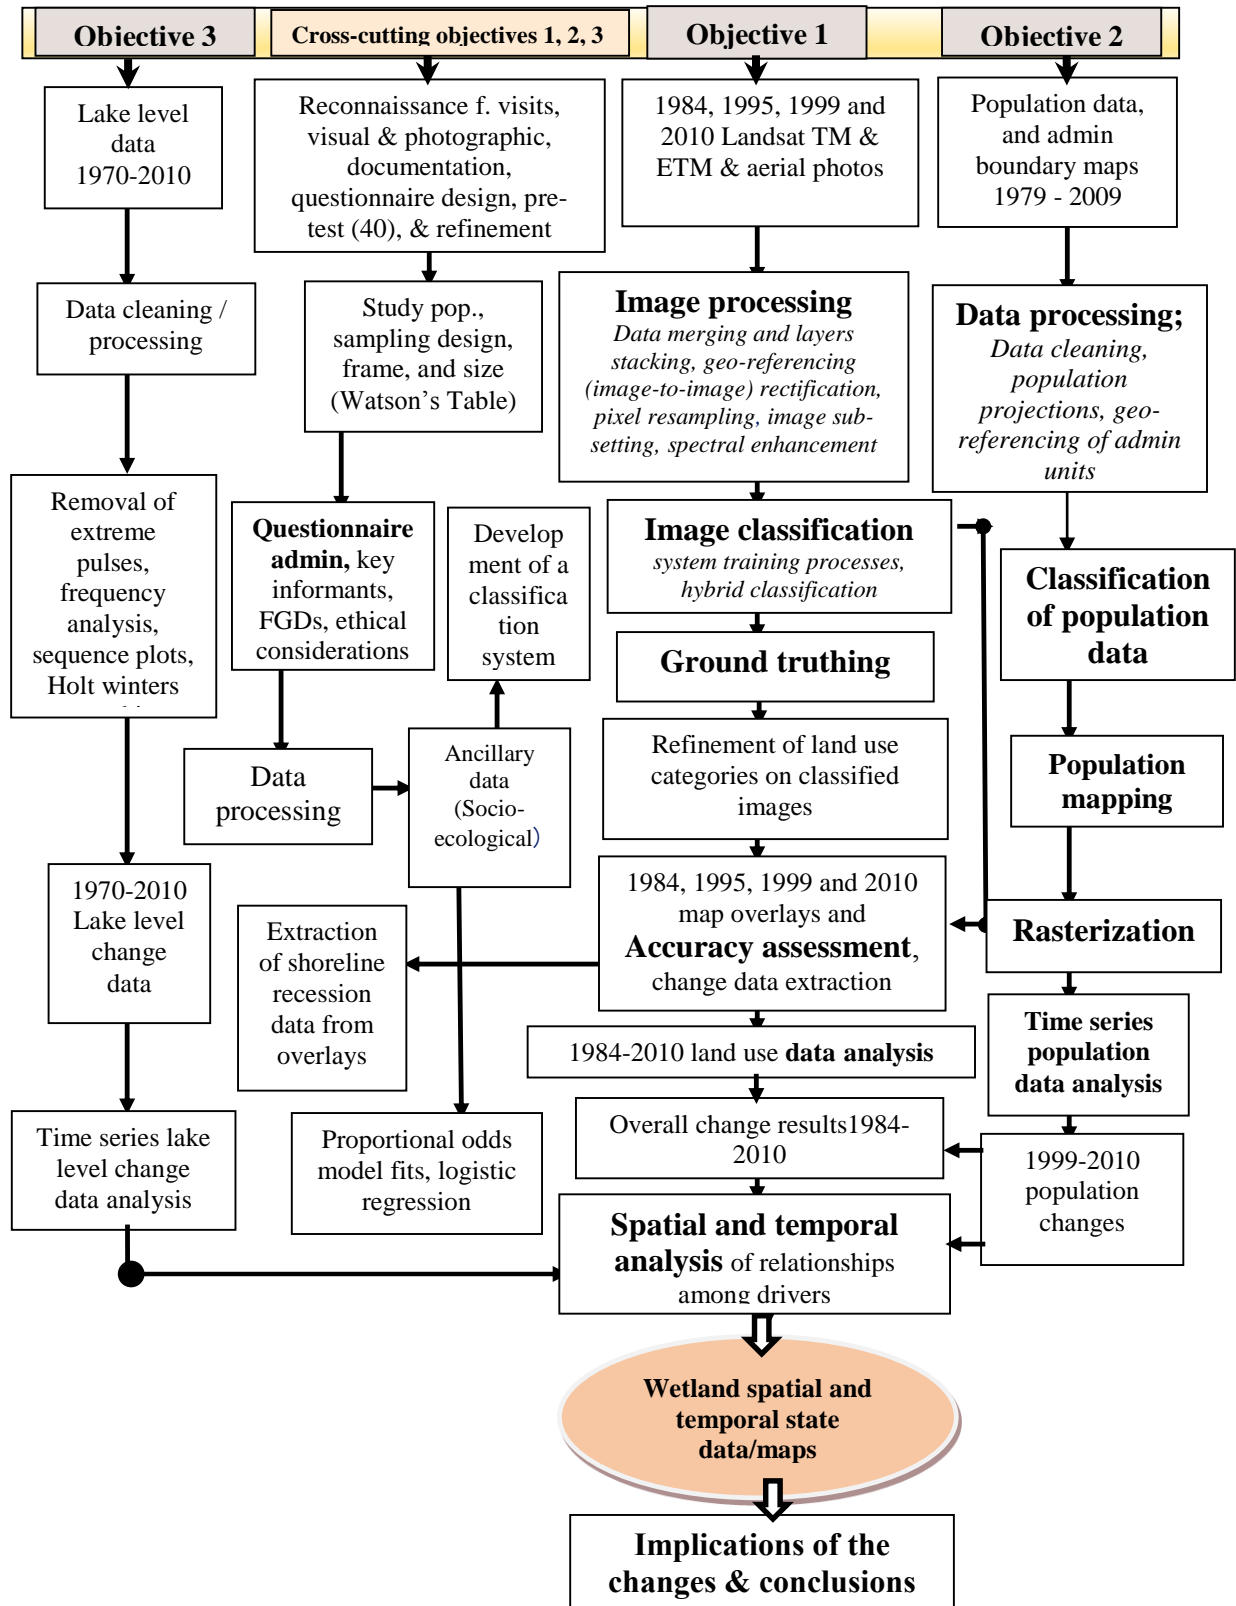 Objective 3
Cross-cutting objectives 1, 2, 3
Objective 1
Objective 2
Lake level
data
1970-2010
Reconnaissance f. visits,
visual & photographic,
documentation,
questionnaire design, pre-
test (40), & refinement
1984, 1995, 1999 and
2010 Landsat TM &
ETM & aerial photos
Population data,
and admin
boundary maps
1979 - 2009
Data cleaning /
processing
Study pop.,
sampling design,
frame, and size
(Watson's Table)
Image processing
Data merging and layers
stacking, geo-referencing
(image-to-image) rectification,
pixel resampling, image sub-
setting, spectral enhancement
Data processing;
Data cleaning,
population
projections, geo-
referencing of admin
units
Removal of
extreme
pulses,
frequency
analysis,
sequence plots,
Holt winters
Questionnaire
admin, key
informants,
FGDs, ethical
considerations
Develop
ment of a
classifica
tion
system
Image classification
system training processes,
hybrid classification
Classification
of population
data
Ground truthing
Data
processing
Ancillary
data
(Socio-
ecological)
Refinement of land use
categories on classified
images
Population
mapping
1970-2010
Lake level
change
data
Extraction
of shoreline
recession
data from
overlays
1984, 1995, 1999 and 2010
map overlays and
Accuracy assessment,
change data extraction
Rasterization
1984-2010 land use data analysis
Time series
population
data analysis
Time series lake
level change
data analysis
Proportional odds
model fits, logistic
regression
Overall change results1984-
2010
1999-2010
population
changes
Spatial and temporal
analysis of relationships
among drivers
Wetland spatial and
temporal state
data/maps
Implications of the
changes & conclusions